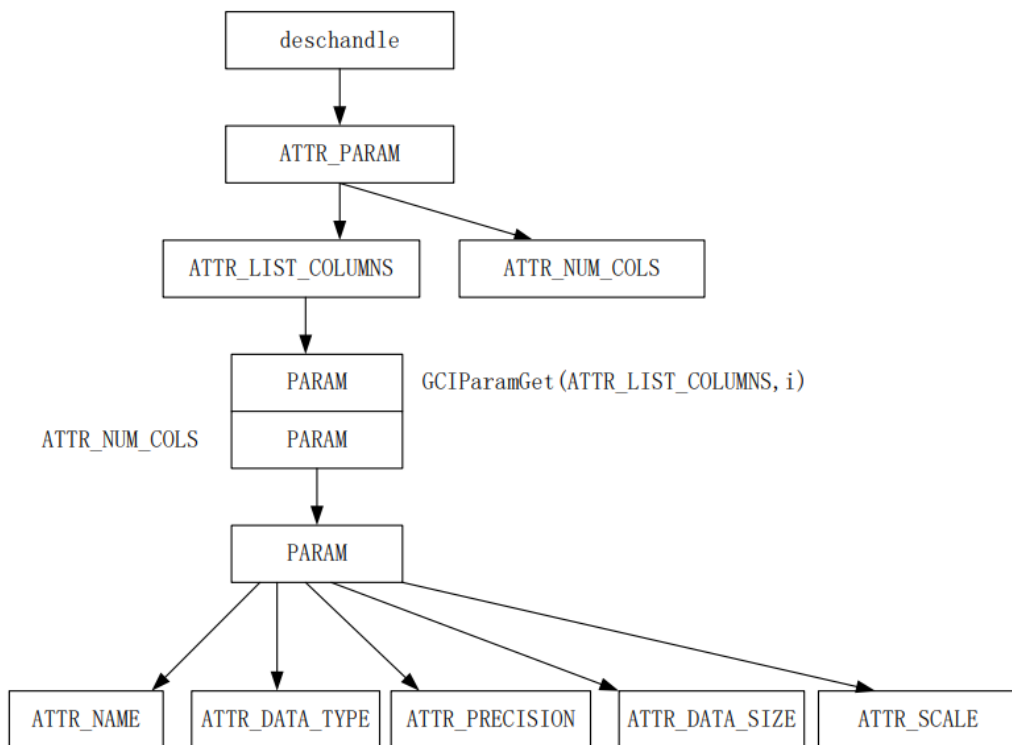 deschandle
ATTR_PARAM
ATTR_LIST_COLUMNS
ATTR_NUM_COLS
PARAM
GCIParamGet(ATTR_LIST_COLUMNS,i)
ATTR_NUM_COLS
PARAM
PARAM
ATTR_NAME
ATTR_DATA_TYPE
ATTR_PRECISION
ATTR_DATA_SIZE
ATTR_SCALE